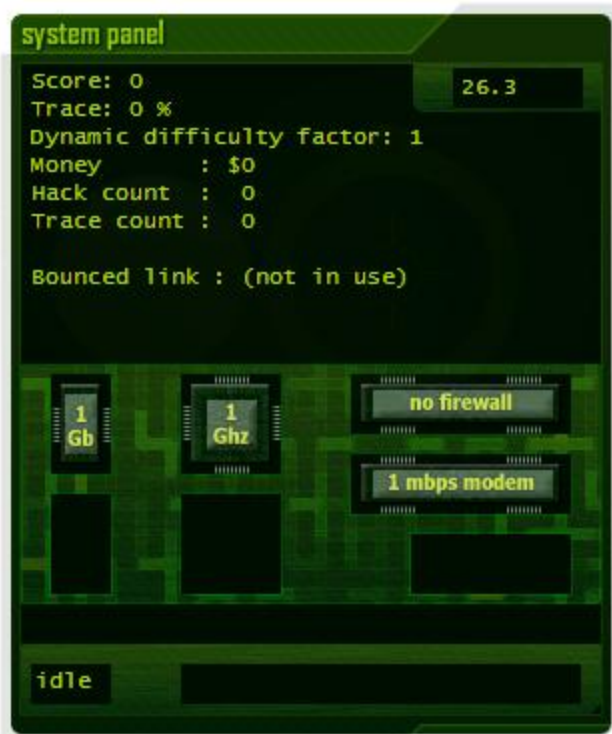 system panel
Score: 0
26.3
Trace: 0 %
Dynamic difficulty factor: 1
Money : $0
Hack count : 0
Trace count : 0
Bounced link : (not in use)
1 Gb
1 Ghz
no firewall
1 mbps modem
idle